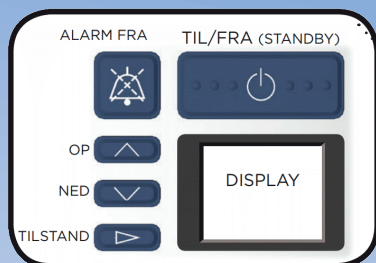 ALARM FRA
TIL/FRA (STANDBY)
OP
NED
DISPLAY
TILSTAND